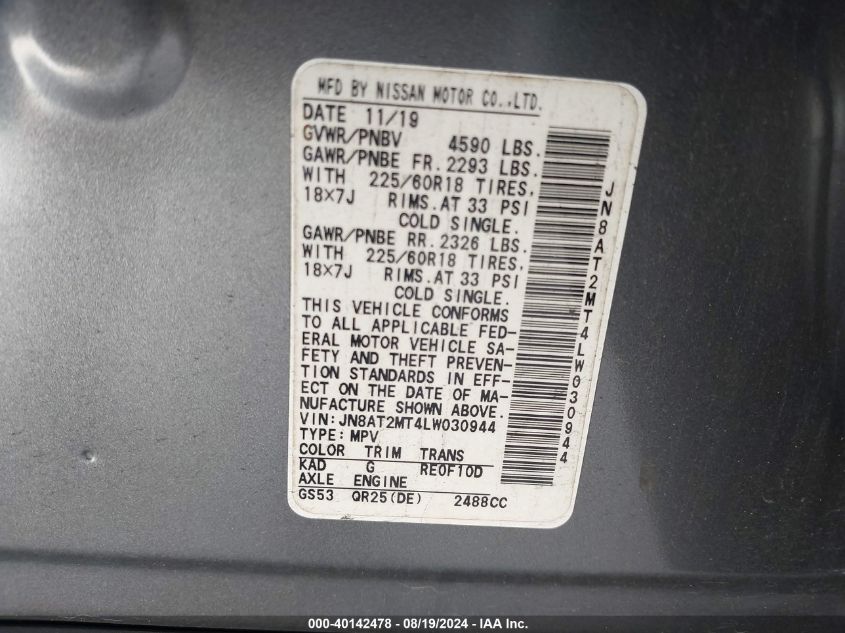 MFD BY NISSAN MOTOR CO.,LTD.
DATE 11/19
GVWR/PNBV 4590 LBS.
GAWR/PNBE FR. 2293 LBS.
WITH 225/60R18 TIRES,
18×7J RIMS.AT 33 PSI
COLD SINGLE.
GAWR/PNBE RR. 2326 LBS.
WITH 225/60R18 TIRES,
18×7J RIMS.AT 33 PSI
COLD SINGLE.
THIS VEHICLE CONFORMS
TO ALL APPLICABLE FED-
ERAL MOTOR VEHICLE SA-
FETY AND THEFT PREVEN-
TION STANDARDS IN EFF-
ECT ON THE DATE OF MA-
NUFACTURE SHOWN ABOVE.
VIN:JN8AT2MT4LW030944
TYPE:MPV
COLOR TRIM TRANS
KAD G RE0F10D
AXLE ENGINE
GS53 QR25(DE) 2488CC
JN8AT2MT4LW030944
000-40142478 - 08/19/2024 - IAA Inc.